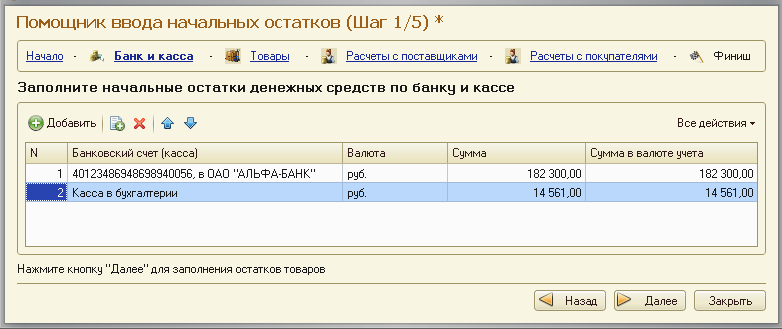 Помощник ввода начальных остатков (Шаг 1/5) *
Начало · Банк и касса · Товары · Расчеты с поставщиками · Расчеты с покупателями · Финиш
Заполните начальные остатки денежных средств по банку и кассе
Добавить Все действия
N Банковский счет (касса) Валюта Сумма Сумма в валюте учета
1 40123486948698940056, в ОАО "АЛЬФА-БАНК" руб. 182 300,00 182 300,00
2 Касса в бухгалтерии руб. 14 561,00 14 561,00
Нажмите кнопку "Далее" для заполнения остатков товаров
Назад Далее Закрыть